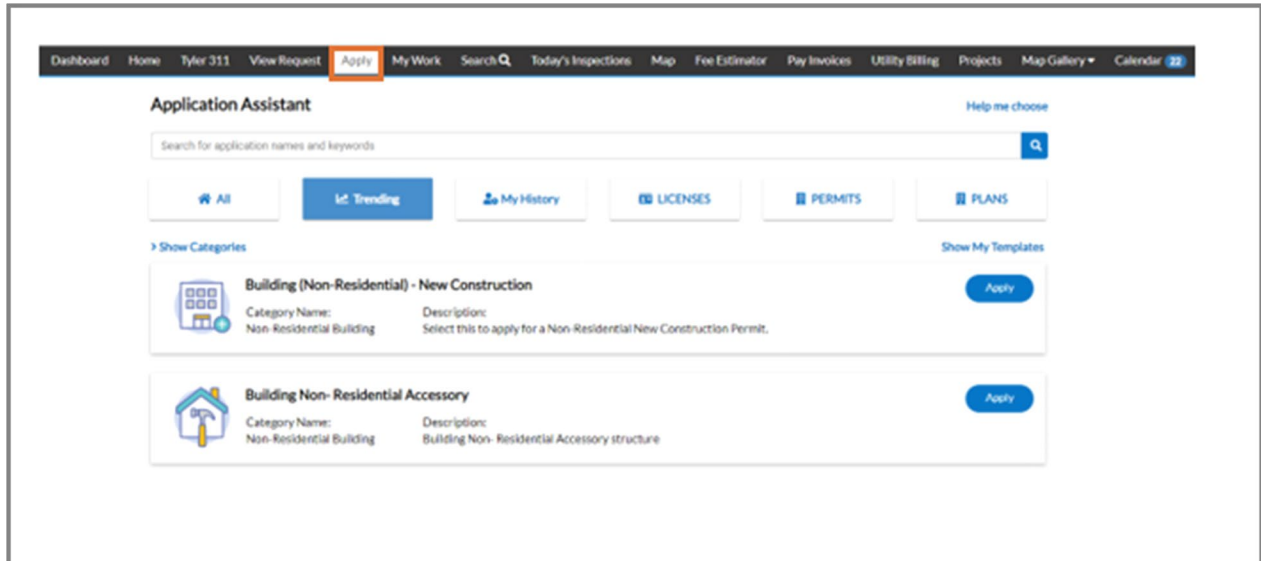 Dashboard Home Tyler 311 View Request Apply My Work Search Today's Inspections Map Fee Estimator Pay Invoices Utility Billing Projects Map Gallery Calendar 22
Application Assistant Help me choose
Search for application names and keywords
All Trending My History LICENSES PERMITS PLANS
Show Categories Show My Templates
Building (Non-Residential) - New Construction Apply
Category Name: Description:
Non-Residential Building Select this to apply for a Non-Residential New Construction Permit.
Building Non- Residential Accessory Apply
Category Name: Description:
Non-Residential Building Building Non- Residential Accessory structure